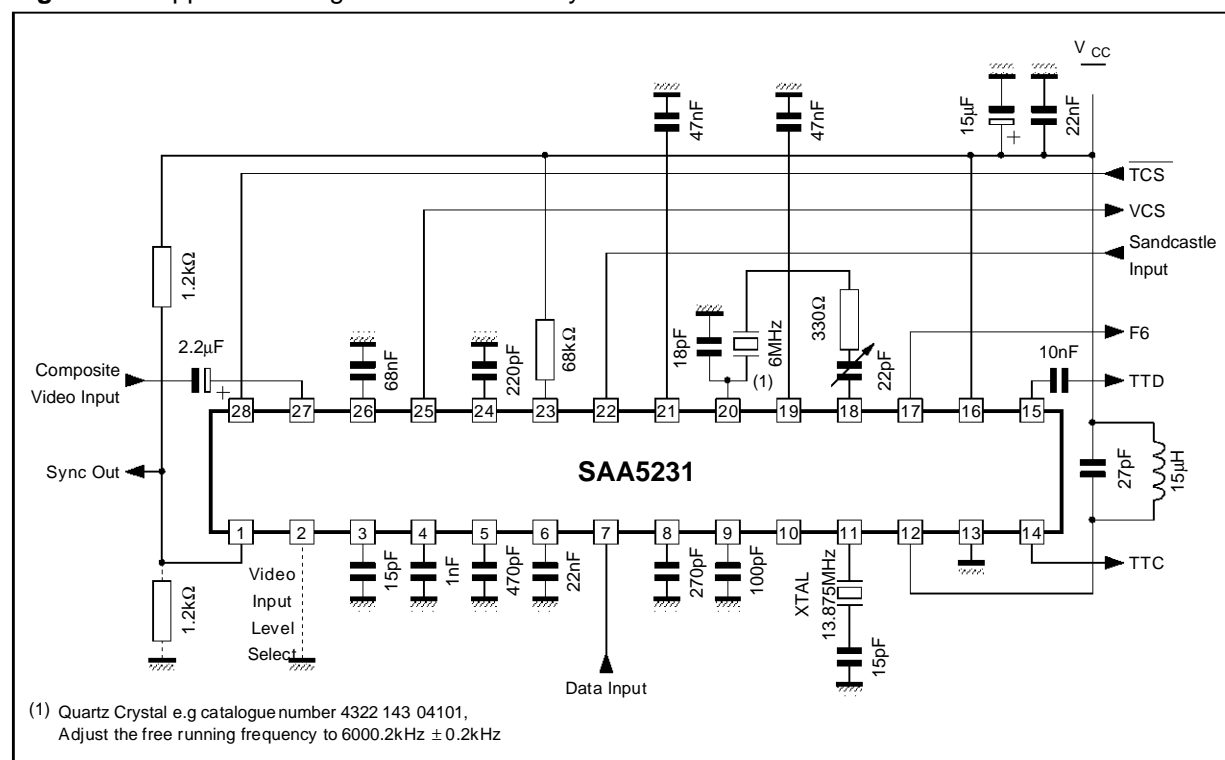 V CC
47nF
47nF
15µF
+
22nF
TCS
VCS
Sandcastle
Input
1.2kΩ
330Ω
18pF
6MHz
(1)
22pF
F6
2.2µF
+
68nF
220pF
68kΩ
10nF
Composite
Video Input
TTD
28 27 26 25 24 23 22 21 20 19 18 17 16 15
Sync Out
SAA5231
27pF
15µH
1 2 3 4 5 6 7 8 9 10 11 12 13 14
15pF
1nF
470pF
22nF
270pF
100pF
XTAL
13.875MHz
TTC
1.2kΩ
Video
Input
Level
Select
15pF
Data Input
(1) Quartz Crystal e.g catalogue number 4322 143 04101,
Adjust the free running frequency to 6000.2kHz ± 0.2kHz